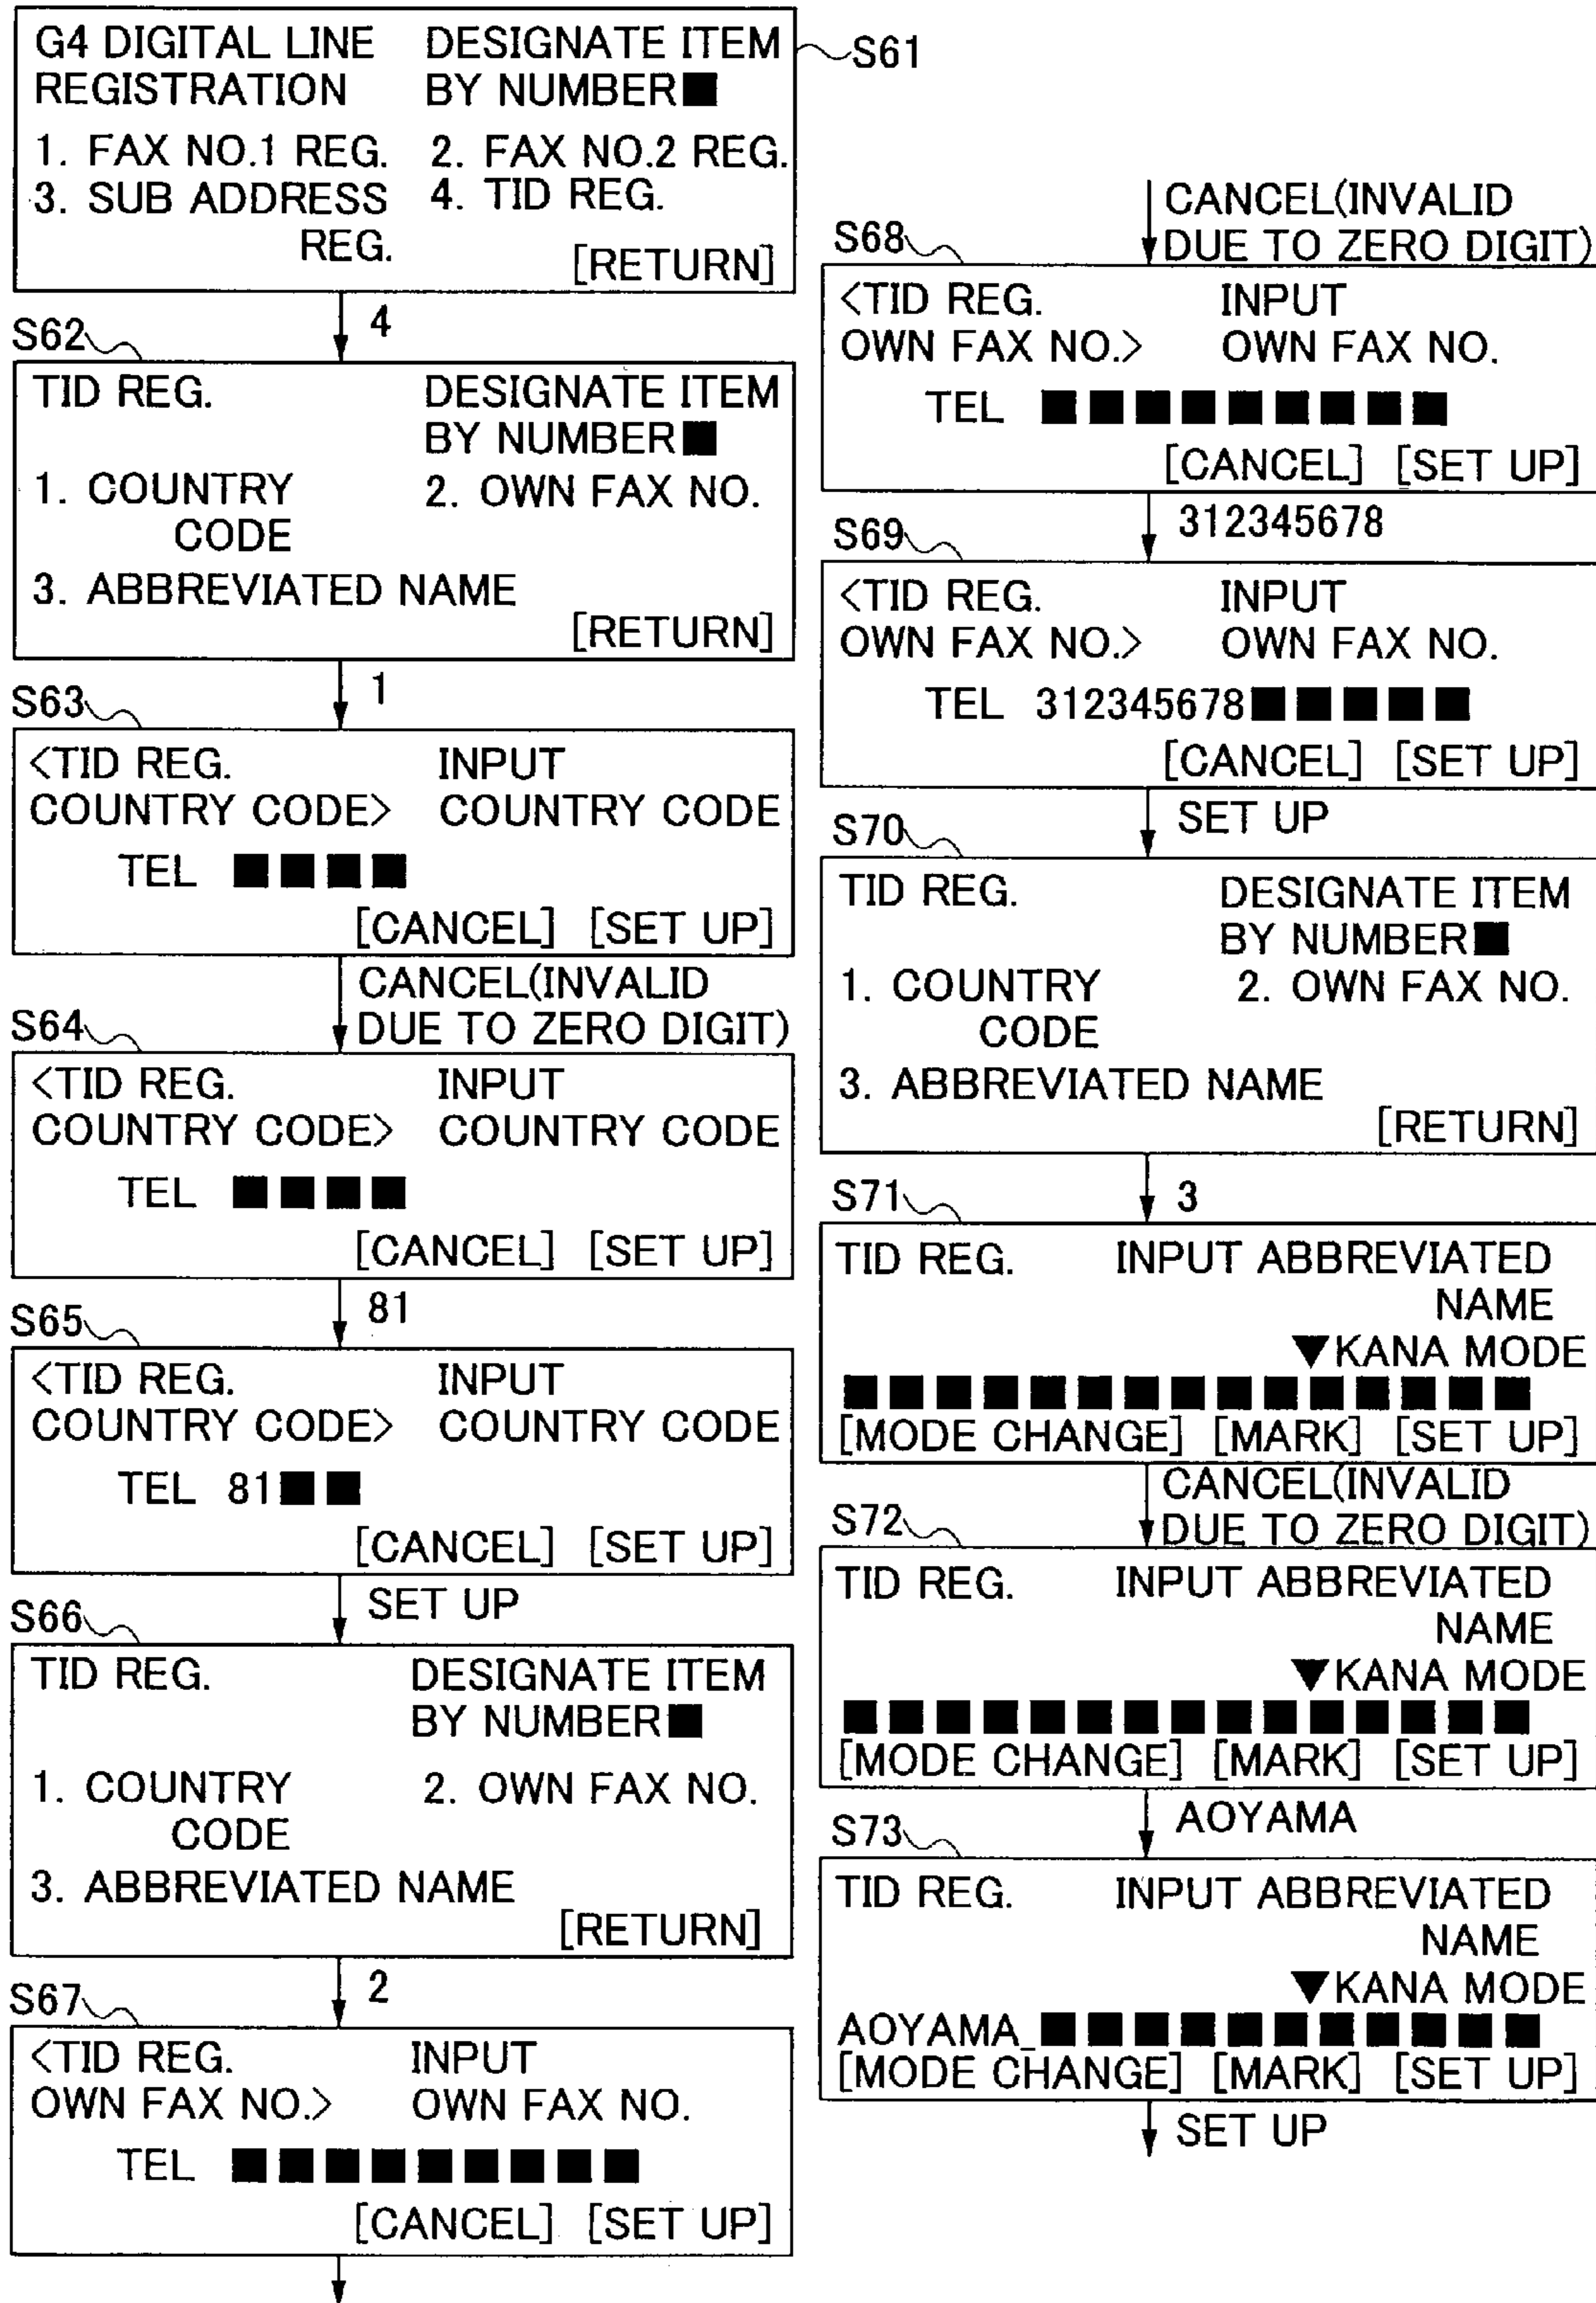 G4 DIGITAL LINE DESIGNATE ITEM
REGISTRATION BY NUMBER■
1. FAX NO.1 REG. 2. FAX NO.2 REG.
3. SUB ADDRESS 4. TID REG.
REG.
[RETURN]
S61
4
S62
TID REG. DESIGNATE ITEM
BY NUMBER■
1. COUNTRY 2. OWN FAX NO.
CODE
3. ABBREVIATED NAME
[RETURN]
1
S63
<TID REG. INPUT
COUNTRY CODE> COUNTRY CODE
TEL ■■■■
[CANCEL] [SET UP]
CANCEL(INVALID
DUE TO ZERO DIGIT)
S64
<TID REG. INPUT
COUNTRY CODE> COUNTRY CODE
TEL ■■■■
[CANCEL] [SET UP]
81
S65
<TID REG. INPUT
COUNTRY CODE> COUNTRY CODE
TEL 81■■
[CANCEL] [SET UP]
SET UP
S66
TID REG. DESIGNATE ITEM
BY NUMBER■
1. COUNTRY 2. OWN FAX NO.
CODE
3. ABBREVIATED NAME
[RETURN]
2
S67
<TID REG. INPUT
OWN FAX NO.> OWN FAX NO.
TEL ■■■■■■■■■
[CANCEL] [SET UP]
CANCEL(INVALID
DUE TO ZERO DIGIT)
S68
<TID REG. INPUT
OWN FAX NO.> OWN FAX NO.
TEL ■■■■■■■■■
[CANCEL] [SET UP]
312345678
S69
<TID REG. INPUT
OWN FAX NO.> OWN FAX NO.
TEL 312345678■■■■■
[CANCEL] [SET UP]
SET UP
S70
TID REG. DESIGNATE ITEM
BY NUMBER■
1. COUNTRY 2. OWN FAX NO.
CODE
3. ABBREVIATED NAME
[RETURN]
3
S71
TID REG. INPUT ABBREVIATED
NAME
▼KANA MODE
■■■■■■■■■■■■■■■
[MODE CHANGE] [MARK] [SET UP]
CANCEL(INVALID
DUE TO ZERO DIGIT)
S72
TID REG. INPUT ABBREVIATED
NAME
▼KANA MODE
■■■■■■■■■■■■■■■
[MODE CHANGE] [MARK] [SET UP]
AOYAMA
S73
TID REG. INPUT ABBREVIATED
NAME
▼KANA MODE
AOYAMA_■■■■■■■■■■■
[MODE CHANGE] [MARK] [SET UP]
SET UP